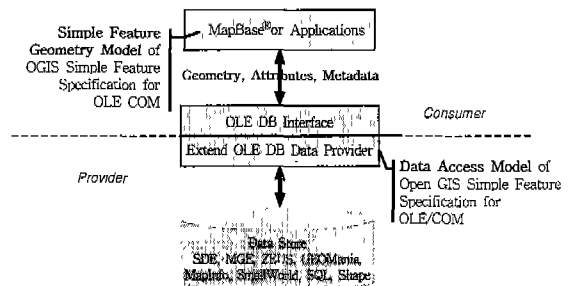 Simple Feature
Geometry Model of
OGIS Simple Feature
Specification for
OLE COM
MapBase® or Applications
Geometry, Attributes, Metadata
OLE DB Interface
Consumer
Extend OLE DB Data Provider
Provider
Data Access Model of
Open GIS Simple Feature
Specification for
OLE/COM
Data Store
SDE, MGE, ZEUS, GEOMania,
MapInfo, SmallWorld, SQL, Shape